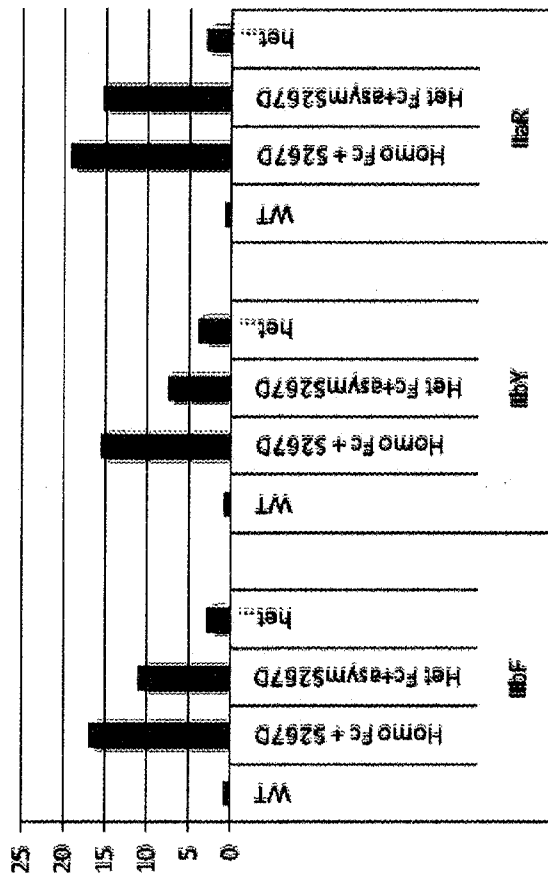 25
20
15
10
5
0
WT
Homo Fc + S267D
Het Fc+asymS267D
het...
WT
Homo Fc + S267D
Het Fc+asymS267D
het...
WT
Homo Fc + S267D
Het Fc+asymS267D
het...
IIbF
IIbY
IIaR